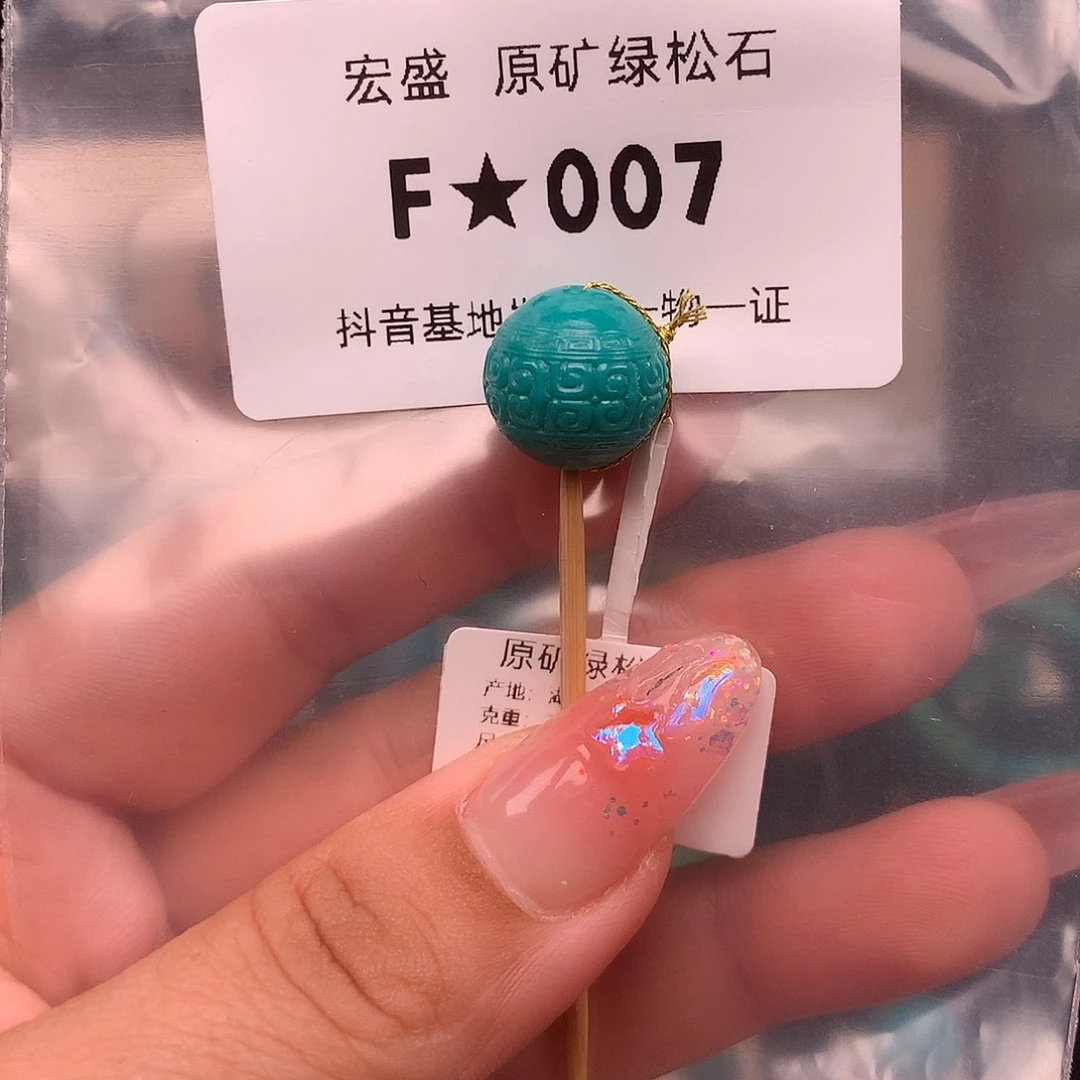 宏盛 原矿绿松石
F★007
抖音基地 一物一证
原矿绿松
产地:
克重: